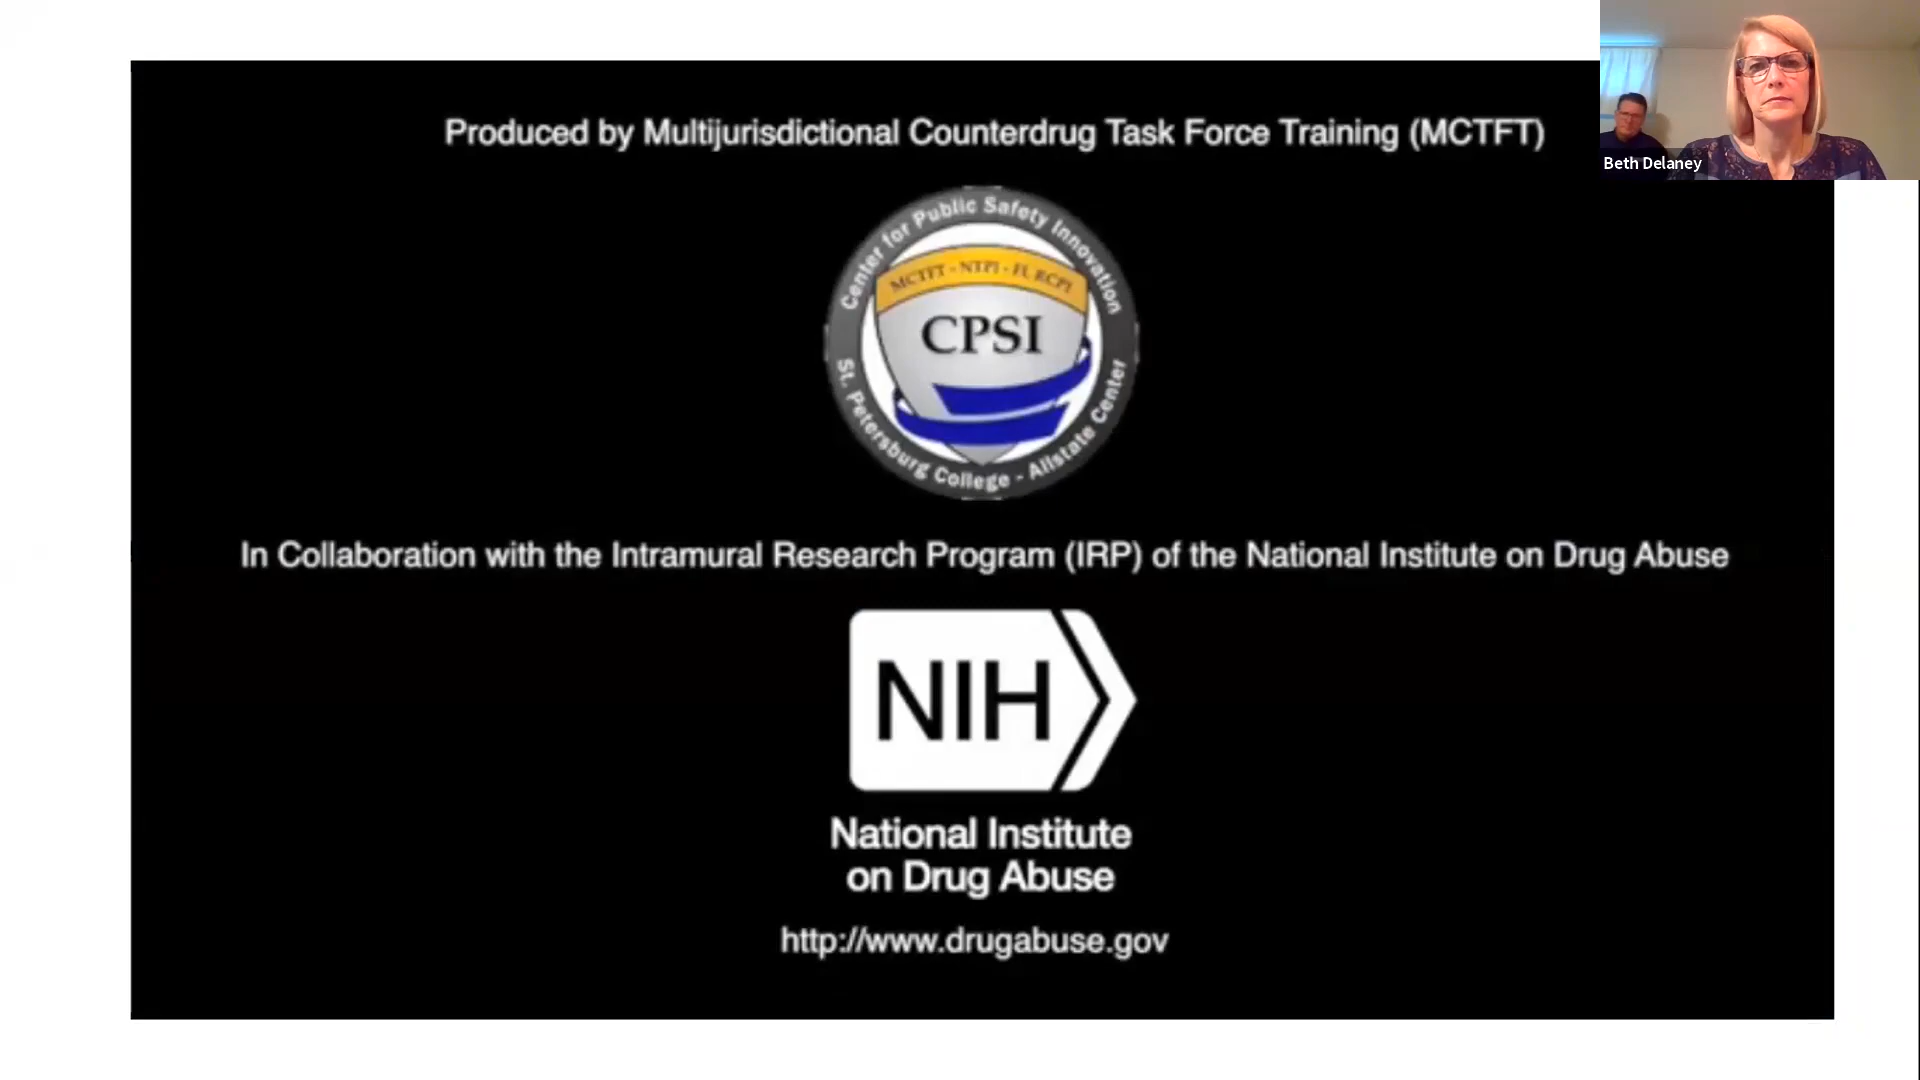 Produced by Multijurisdictional Counterdrug Task Force Training (MCTFT)
Beth Delaney
Center for Public Safety Innovation
MCTFT - NTPI - FL RCPI
CPSI
St. Petersburg College - Allstate Center
In Collaboration with the Intramural Research Program (IRP) of the National Institute on Drug Abuse
NIH
National Institute
on Drug Abuse
http://www.drugabuse.gov